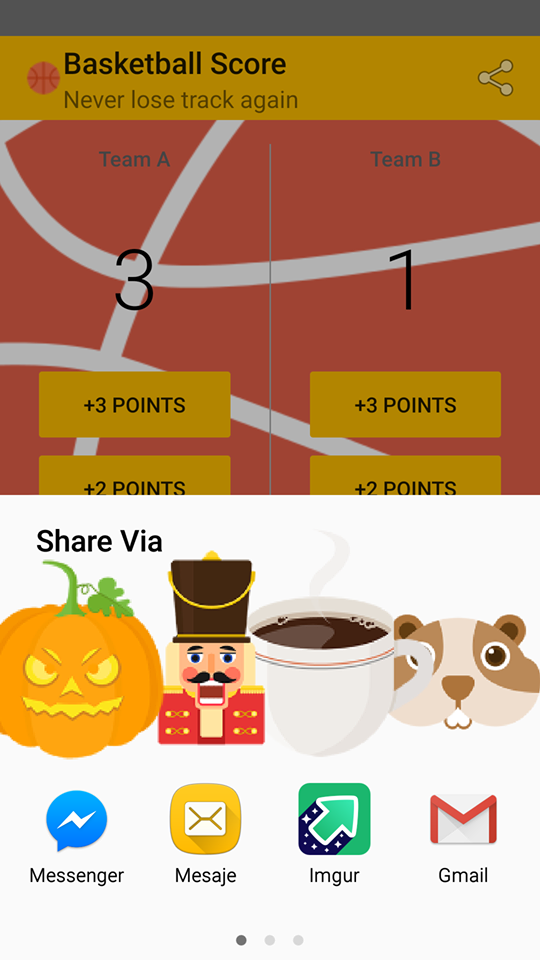 Basketball Score
Never lose track again
Team A
Team B
3
1
+3 POINTS
+3 POINTS
+2 POINTS
+2 POINTS
Share Via
Messenger
Mesaje
Imgur
Gmail